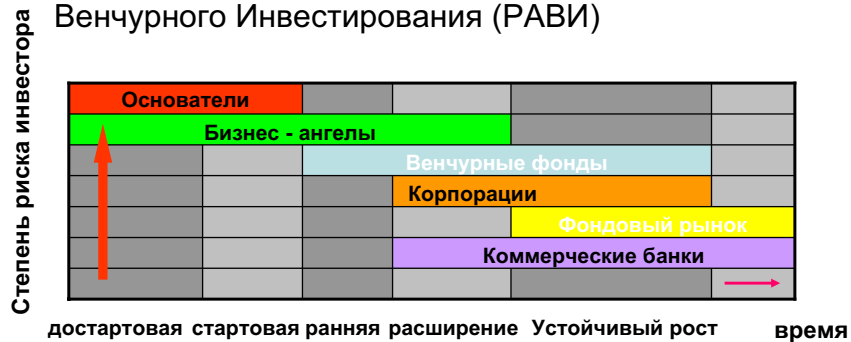 Венчурного Инвестирования (РАВИ)
Степень риска инвестора
Основатели
Бизнес - ангелы
Венчурные фонды
Корпорации
Фондовый рынок
Коммерческие банки
достартовая стартовая ранняя расширение Устойчивый рост время